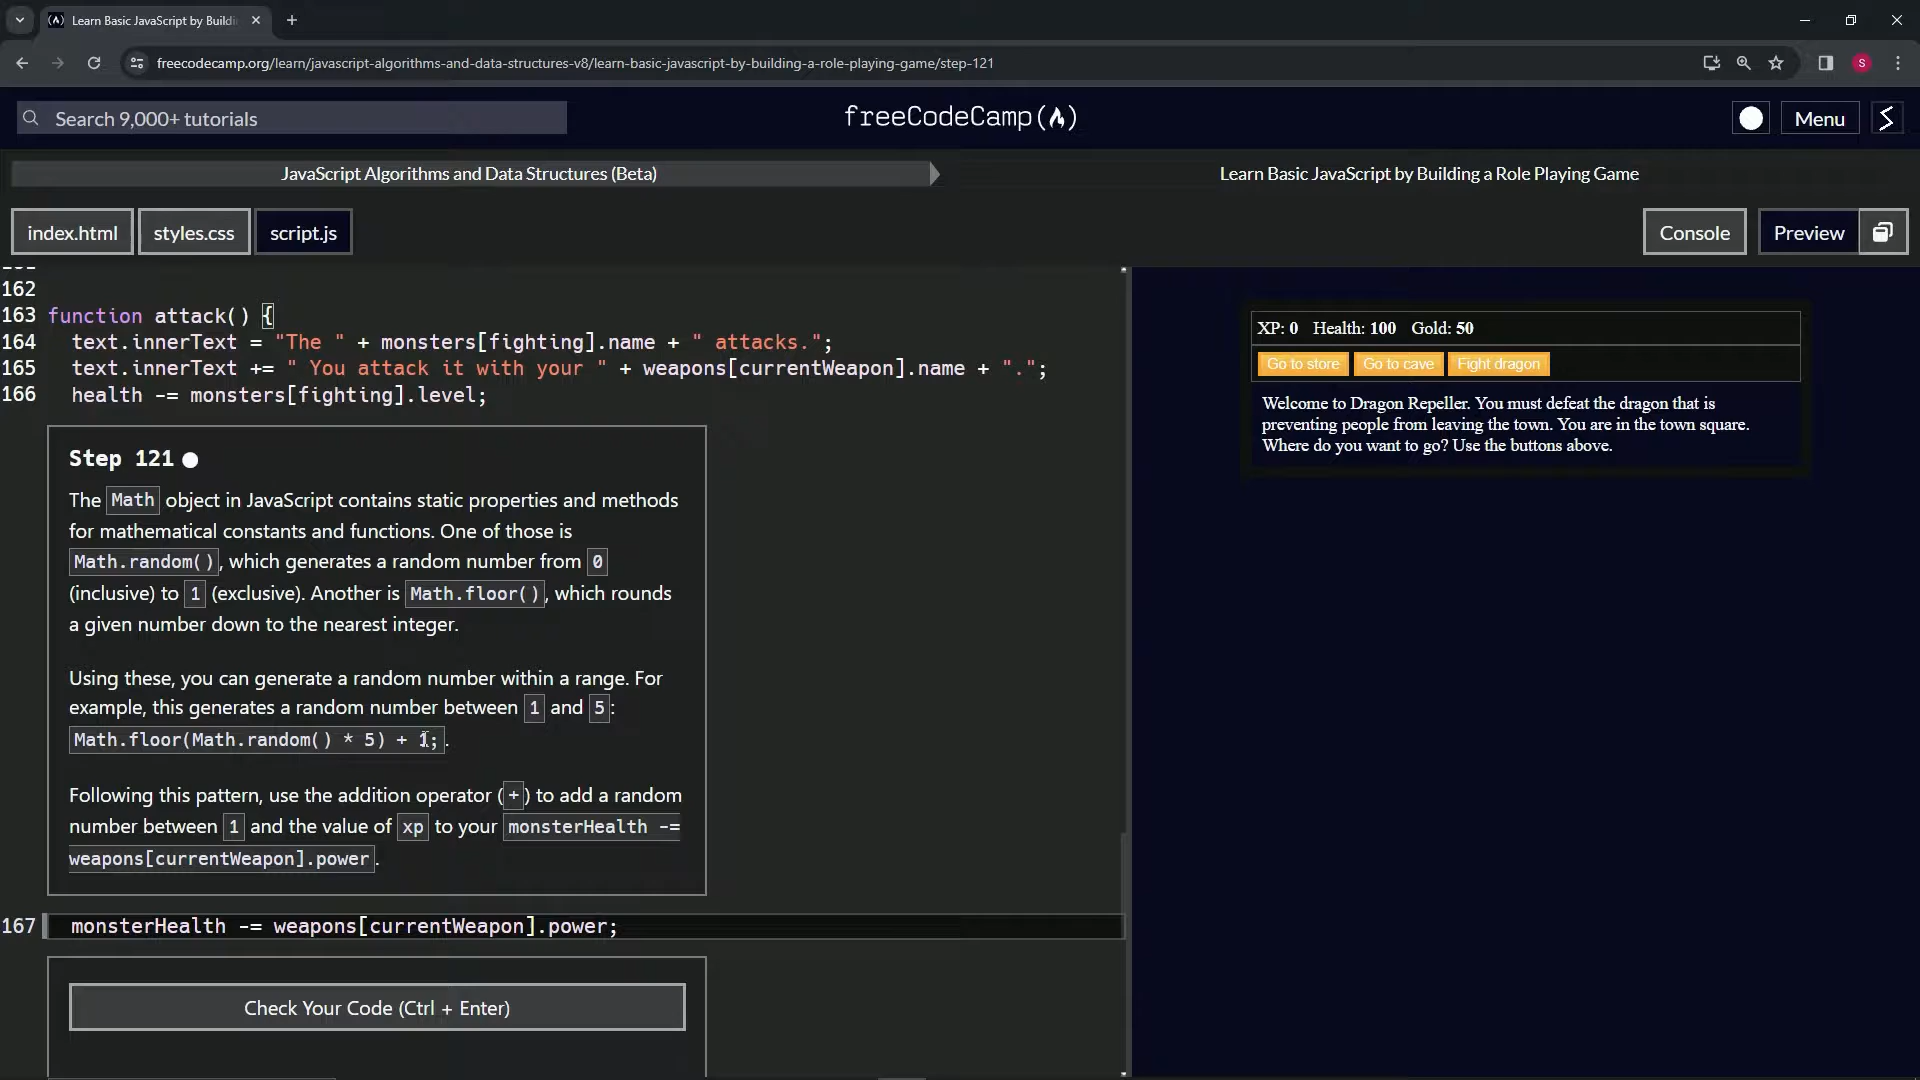 Learn Basic JavaScript by Buildi
freecodecamp.org/learn/javascript-algorithms-and-data-structures-v8/learn-basic-javascript-by-building-a-role-playing-game/step-121
S
Search 9,000+ tutorials
freeCodeCamp
Menu
JavaScript Algorithms and Data Structures (Beta)
Learn Basic JavaScript by Building a Role Playing Game
index.html
styles.css
script.js
Console
Preview
162
163 function attack() {
164 text.innerText = "The " + monsters[fighting].name + " attacks.";
165 text.innerText += " You attack it with your " + weapons[currentWeapon].name + ".";
166 health -= monsters[fighting].level;
Step 121
The Math object in JavaScript contains static properties and methods
for mathematical constants and functions. One of those is
Math.random(), which generates a random number from 0
(inclusive) to 1 (exclusive). Another is Math.floor(), which rounds
a given number down to the nearest integer.
Using these, you can generate a random number within a range. For
example, this generates a random number between 1 and 5:
Math.floor(Math.random() * 5) + 1;.
Following this pattern, use the addition operator (+) to add a random
number between 1 and the value of xp to your monsterHealth -=
weapons[currentWeapon].power.
167 monsterHealth -= weapons[currentWeapon].power;
Check Your Code (Ctrl + Enter)
XP: 0 Health: 100 Gold: 50
Go to store
Go to cave
Fight dragon
Welcome to Dragon Repeller. You must defeat the dragon that is
preventing people from leaving the town. You are in the town square.
Where do you want to go? Use the buttons above.